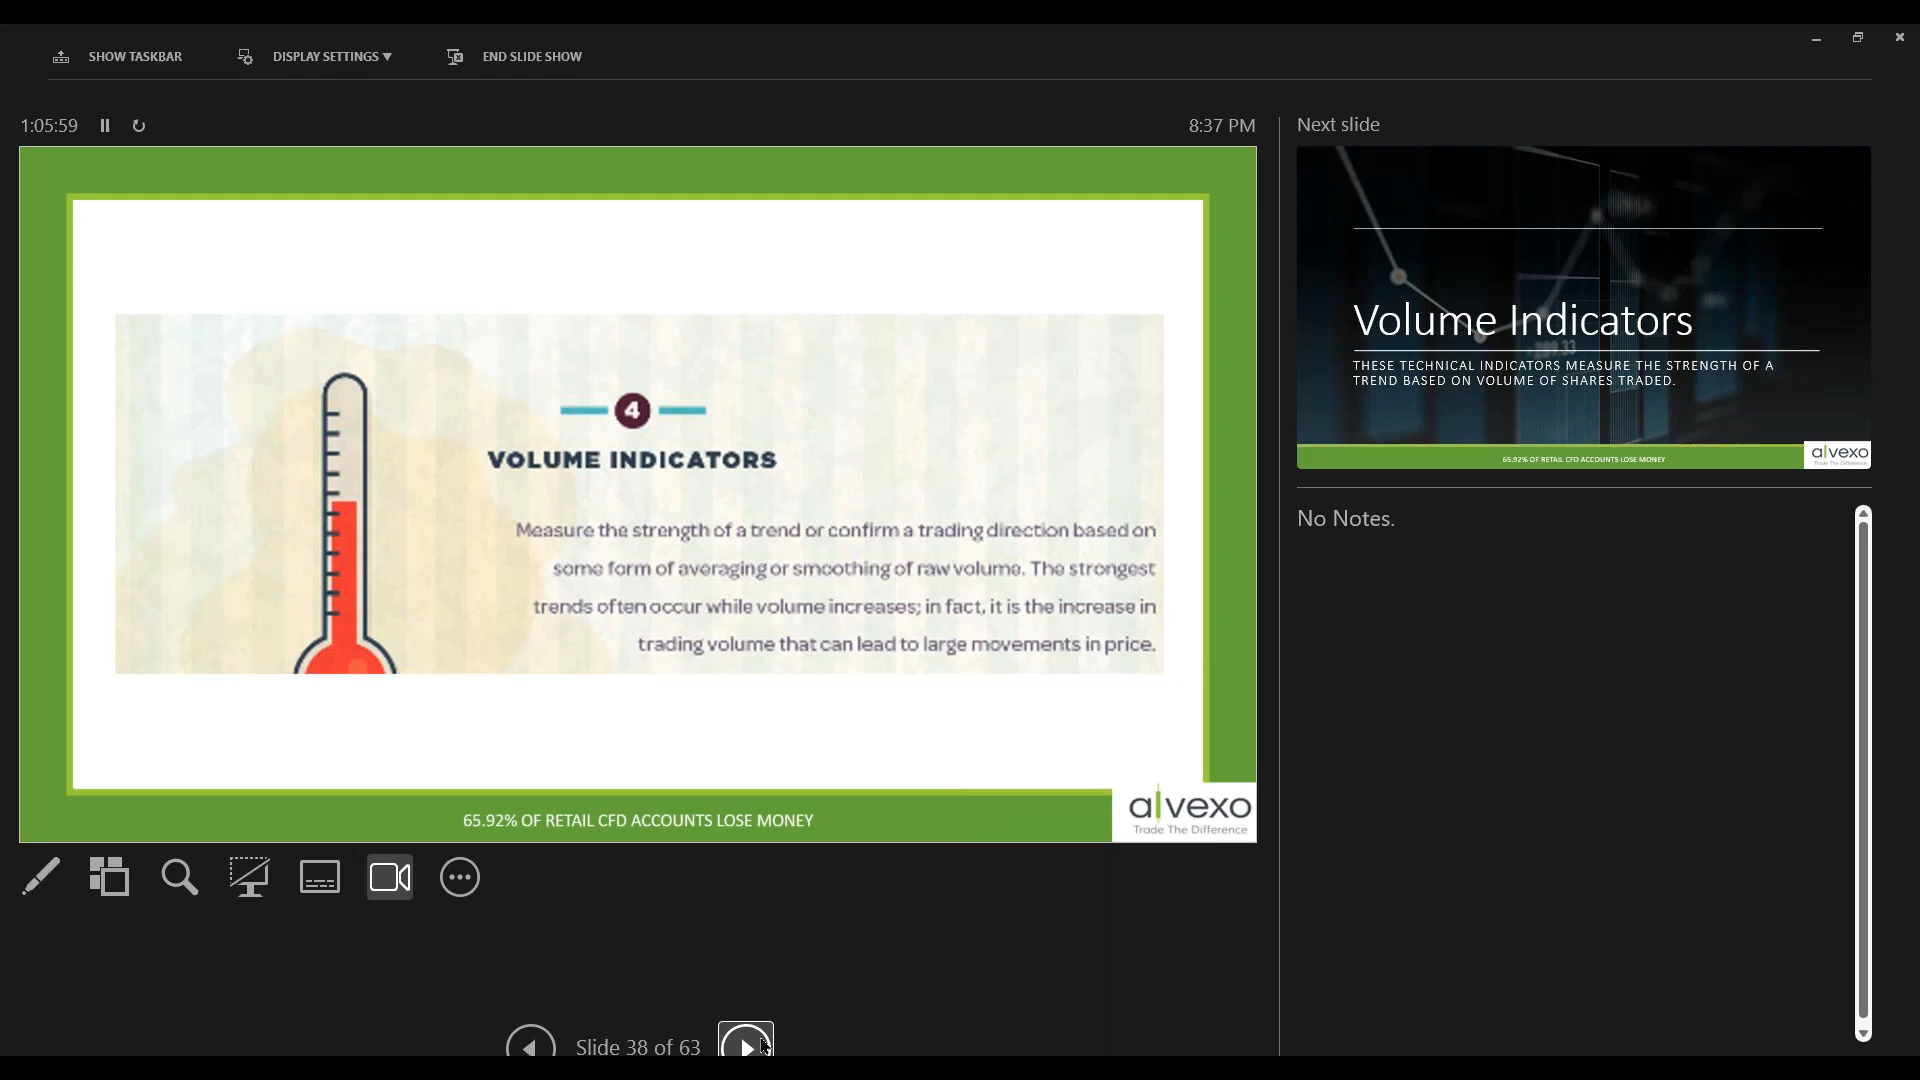 SHOW TASKBAR
DISPLAY SETTINGS ▼
END SLIDE SHOW
1:05:59
8:37 PM
4
VOLUME INDICATORS
Measure the strength of a trend or confirm a trading direction based on
some form of averaging or smoothing of raw volume. The strongest
trends often occur while volume increases; in fact, it is the increase in
trading volume that can lead to large movements in price.
65.92% OF RETAIL CFD ACCOUNTS LOSE MONEY
alvexo
Trade The Difference
Slide 38 of 63
Next slide
289.33
Volume Indicators
THESE TECHNICAL INDICATORS MEASURE THE STRENGTH OF A
TREND BASED ON VOLUME OF SHARES TRADED.
65.92% OF RETAIL CFD ACCOUNTS LOSE MONEY
alvexo
Trade The Difference
No Notes.